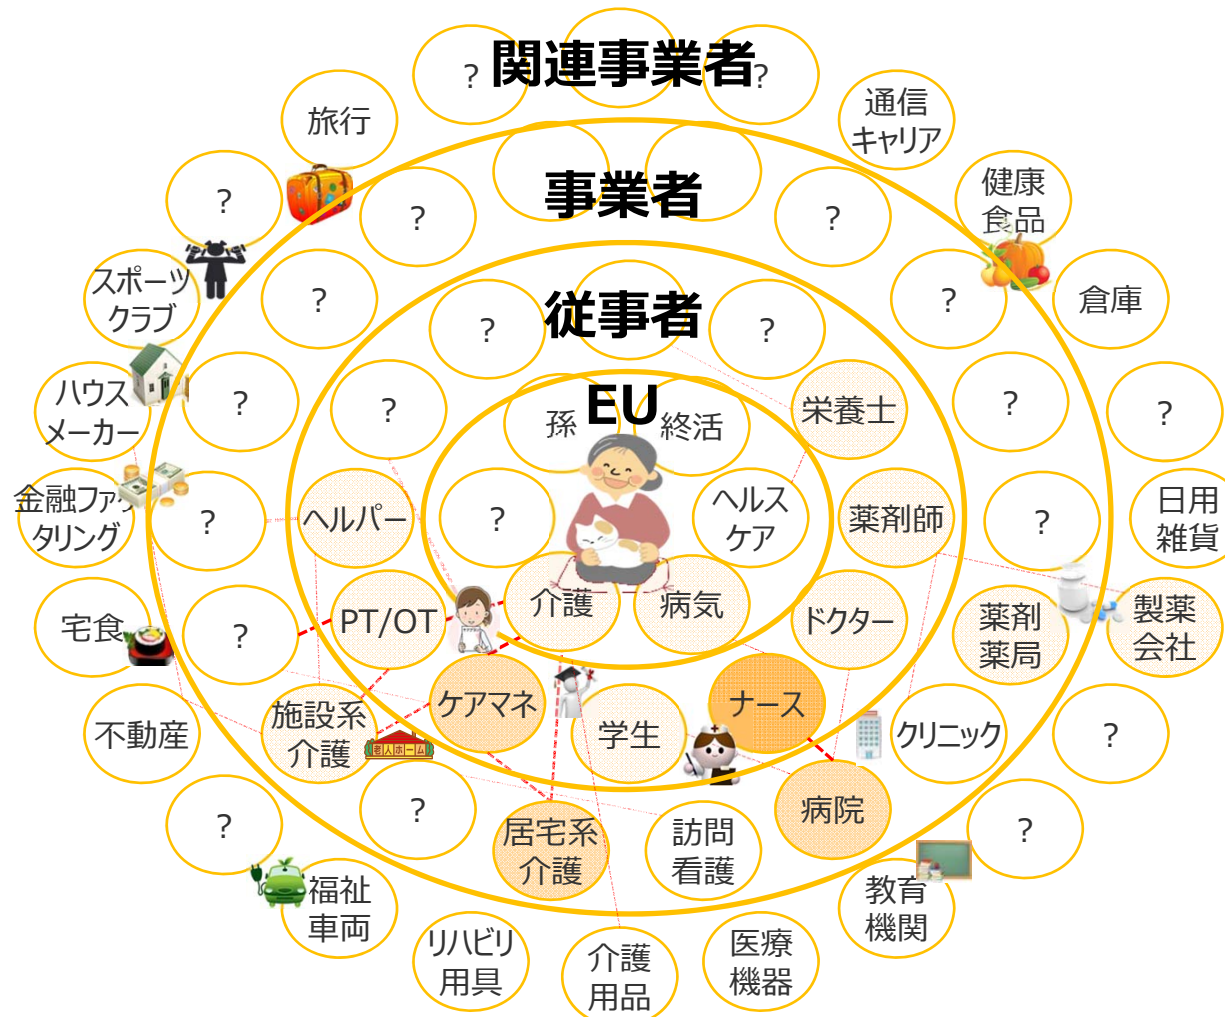 関連事業者
?
?
旅行
通信
キャリア
?
健康
食品
事業者
?
?
スポーツ
クラブ
?
?
倉庫
従事者
?
?
ハウス
メーカー
?
?
?
?
EU
孫
終活
栄養士
金融ファク
タリング
?
ヘルパー
?
ヘルス
ケア
薬剤師
?
日用
雑貨
宅食
?
PT/OT
介護
病気
ドクター
薬剤
薬局
製薬
会社
不動産
施設系
介護
老人ホーム
ケアマネ
学生
ナース
クリニック
?
?
?
居宅系
介護
訪問
看護
病院
?
福祉
車両
教育
機関
リハビリ
用具
介護
用品
医療
機器